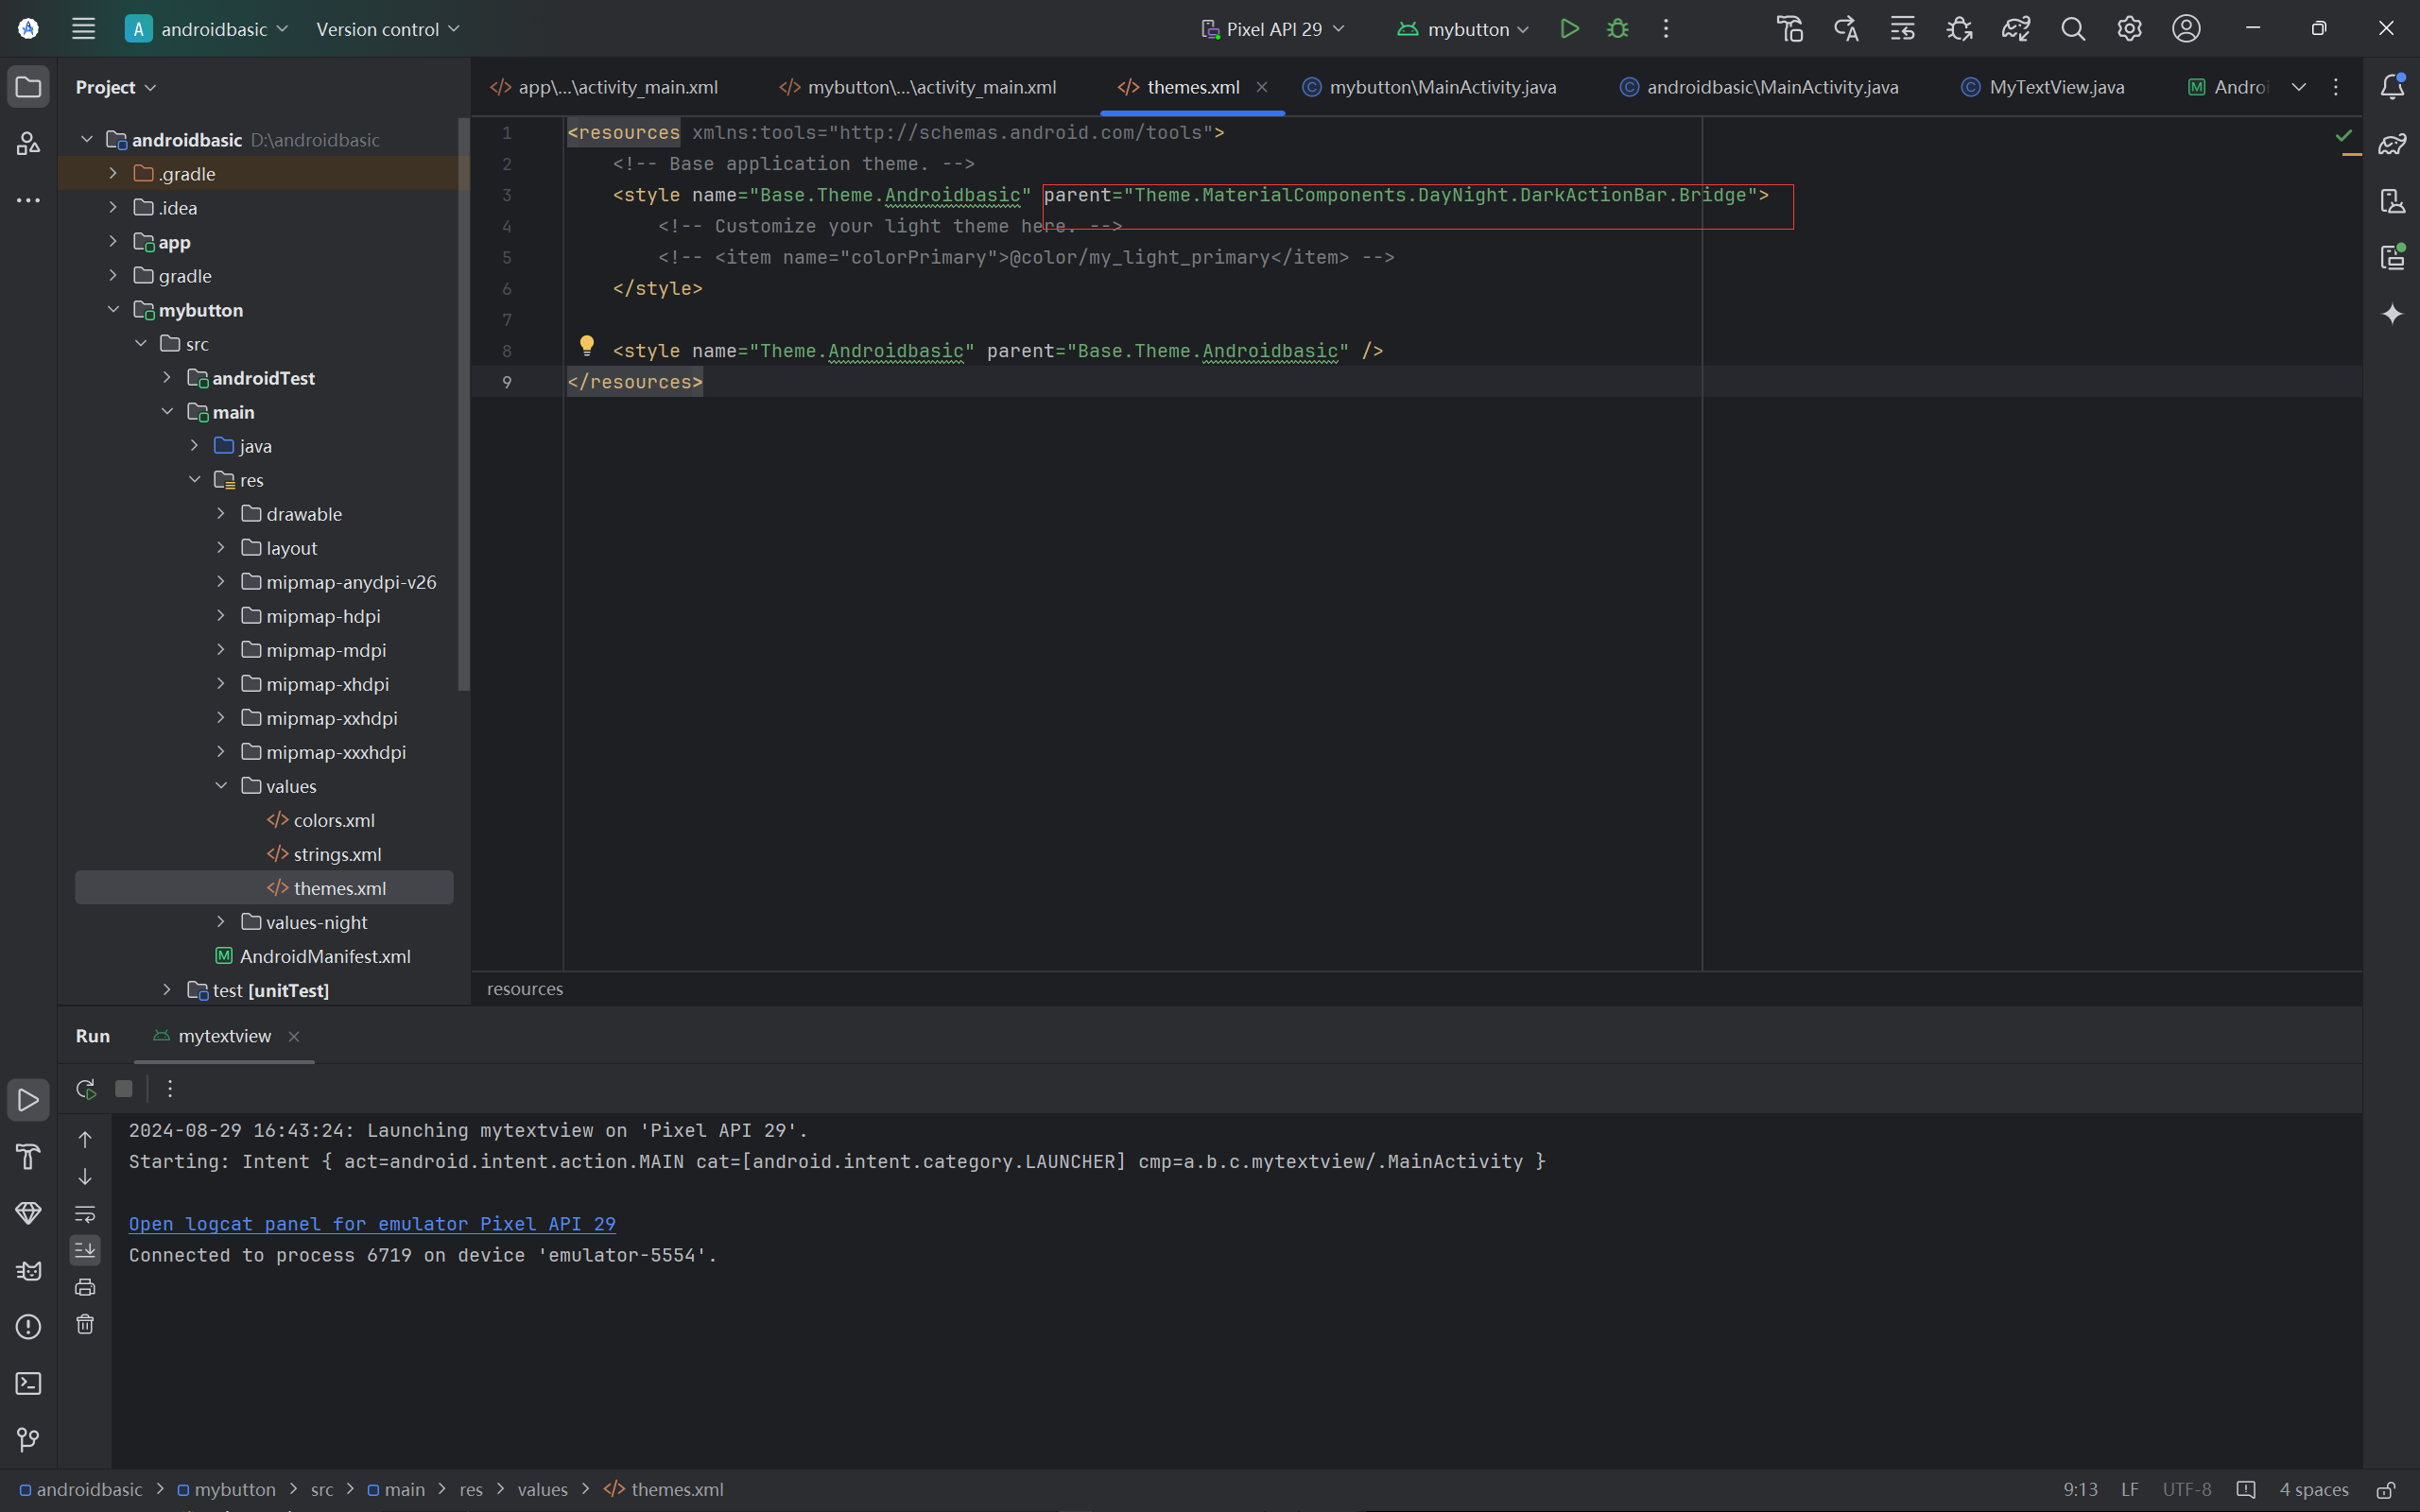 A androidbasic Version control Pixel API 29 mybutton
Project
app\...\activity_main.xml mybutton\...\activity_main.xml themes.xml mybutton\MainActivity.java androidbasic\MainActivity.java MyTextView.java
androidbasic D:\androidbasic
.gradle
.idea
app
gradle
mybutton
src
androidTest
main
java
res
drawable
layout
mipmap-anydpi-v26
mipmap-hdpi
mipmap-mdpi
mipmap-xhdpi
mipmap-xxhdpi
mipmap-xxxhdpi
values
colors.xml
strings.xml
themes.xml
values-night
AndroidManifest.xml
test [unitTest]
1 <resources xmlns:tools="http://schemas.android.com/tools">
2 <!-- Base application theme. -->
3 <style name="Base.Theme.Androidbasic" parent="Theme.MaterialComponents.DayNight.DarkActionBar.Bridge">
4 <!-- Customize your light theme here. -->
5 <!-- <item name="colorPrimary">@color/my_light_primary</item> -->
6 </style>
7
8 <style name="Theme.Androidbasic" parent="Base.Theme.Androidbasic" />
9 </resources>
resources
Run mytextview
2024-08-29 16:43:24: Launching mytextview on 'Pixel API 29'.
Starting: Intent { act=android.intent.action.MAIN cat=[android.intent.category.LAUNCHER] cmp=a.b.c.mytextview/.MainActivity }
Open logcat panel for emulator Pixel API 29
Connected to process 6719 on device 'emulator-5554'.
androidbasic > mybutton > src > main > res > values > themes.xml 9:13 LF UTF-8 4 spaces